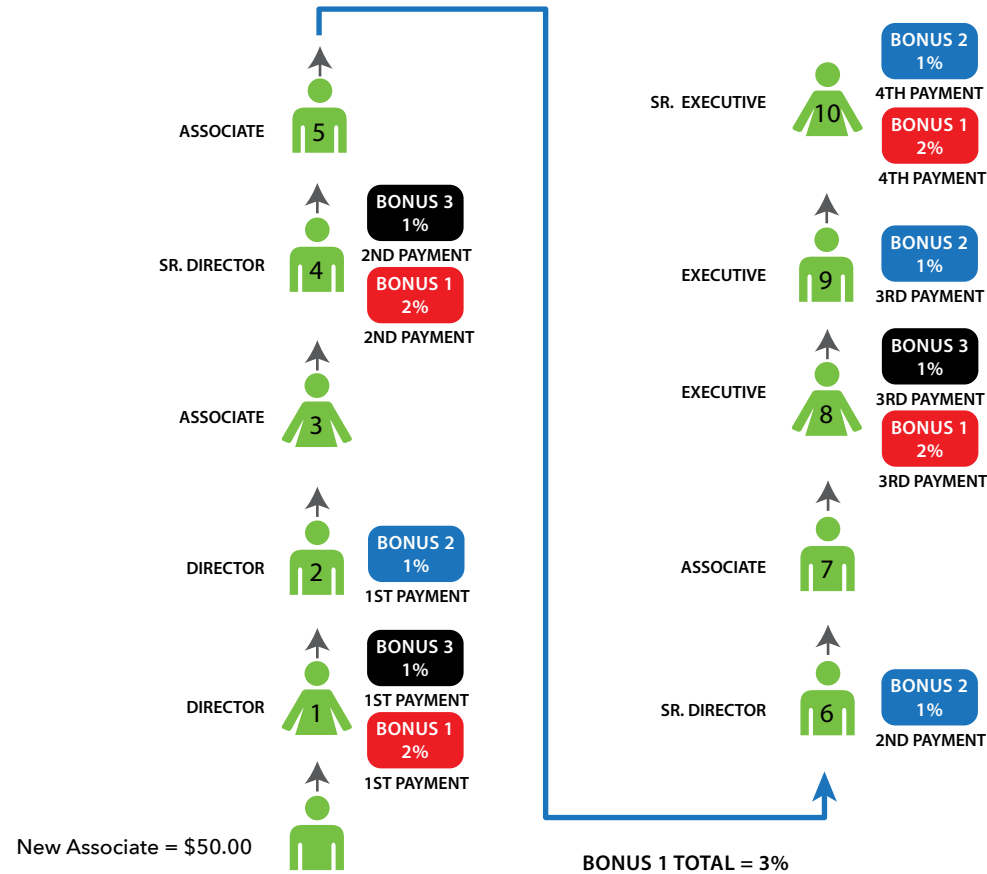 ASSOCIATE
5
SR. DIRECTOR
4
BONUS 3
1%
2ND PAYMENT
BONUS 1
2%
2ND PAYMENT
ASSOCIATE
3
DIRECTOR
2
BONUS 2
1%
1ST PAYMENT
DIRECTOR
1
BONUS 3
1%
1ST PAYMENT
BONUS 1
2%
1ST PAYMENT
New Associate = $50.00
SR. EXECUTIVE
10
BONUS 2
1%
4TH PAYMENT
BONUS 1
2%
4TH PAYMENT
EXECUTIVE
9
BONUS 2
1%
3RD PAYMENT
EXECUTIVE
8
BONUS 3
1%
3RD PAYMENT
BONUS 1
2%
3RD PAYMENT
ASSOCIATE
7
SR. DIRECTOR
6
BONUS 2
1%
2ND PAYMENT
BONUS 1 TOTAL = 3%